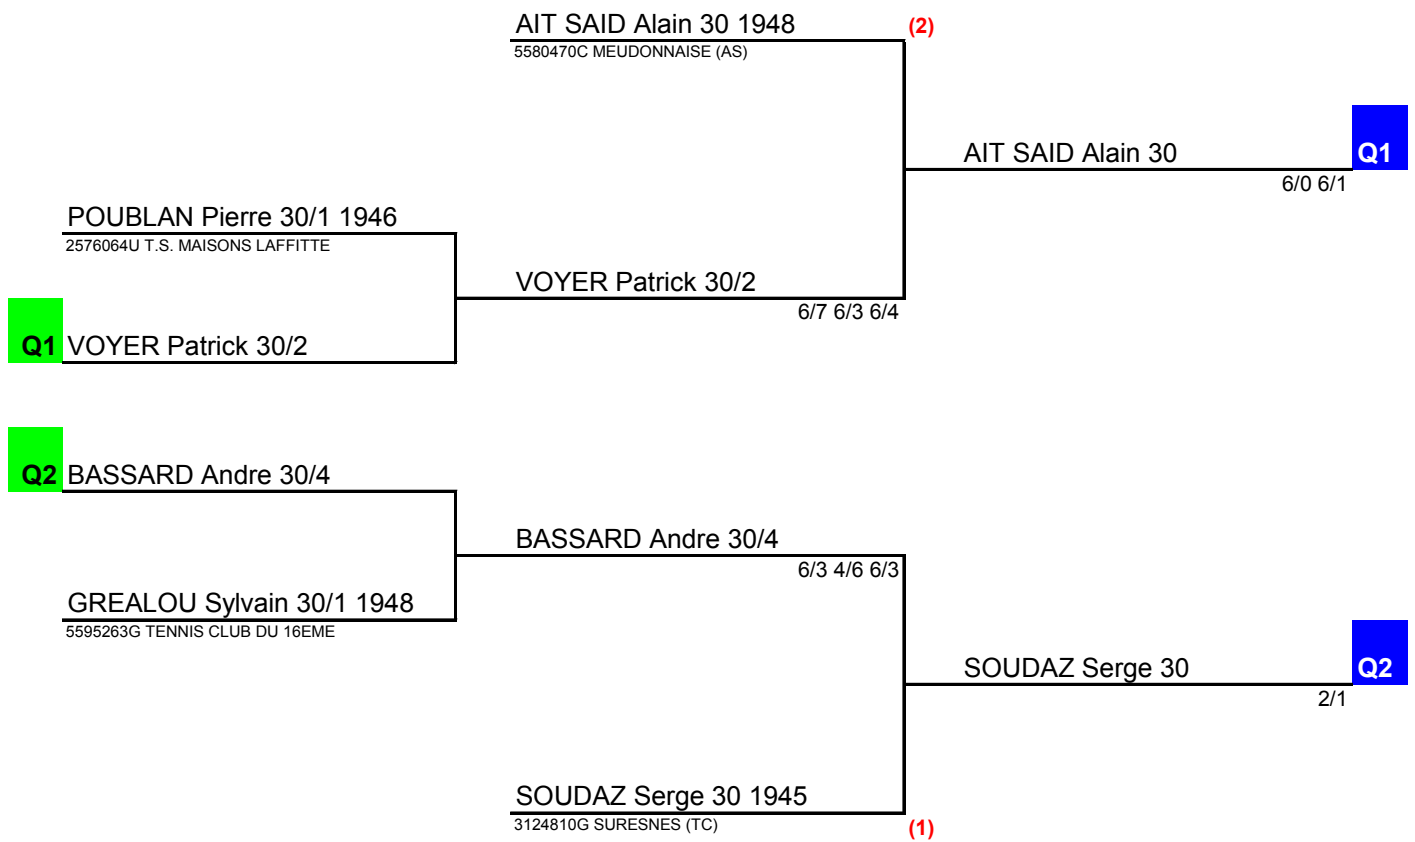 AIT SAID Alain 30 1948
(2)
5580470C MEUDONNAISE (AS)
AIT SAID Alain 30
Q1
6/0 6/1
POUBLAN Pierre 30/1 1946
2576064U T.S. MAISONS LAFFITTE
VOYER Patrick 30/2
6/7 6/3 6/4
Q1 VOYER Patrick 30/2
Q2 BASSARD Andre 30/4
BASSARD Andre 30/4
6/3 4/6 6/3
GREALOU Sylvain 30/1 1948
5595263G TENNIS CLUB DU 16EME
SOUDAZ Serge 30
Q2
2/1
SOUDAZ Serge 30 1945
3124810G SURESNES (TC)
(1)